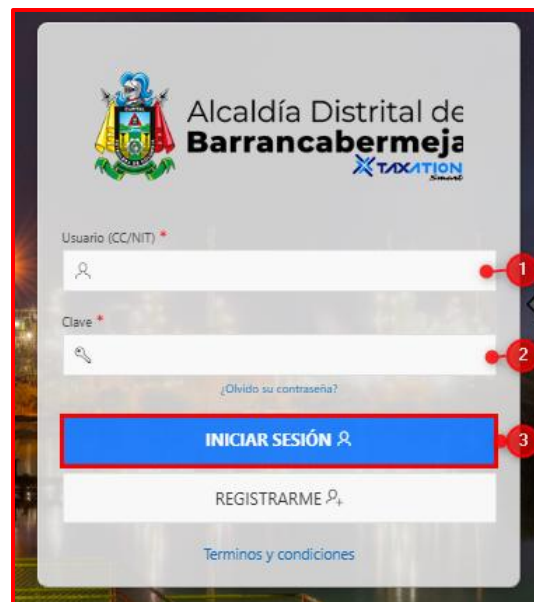 Alcaldía Distrital de
Barrancabermeja
TAXATION
Smart
Usuario (CC/NIT) *
1
Clave *
2
¿Olvido su contraseña?
INICIAR SESIÓN
3
REGISTRARME
Terminos y condiciones